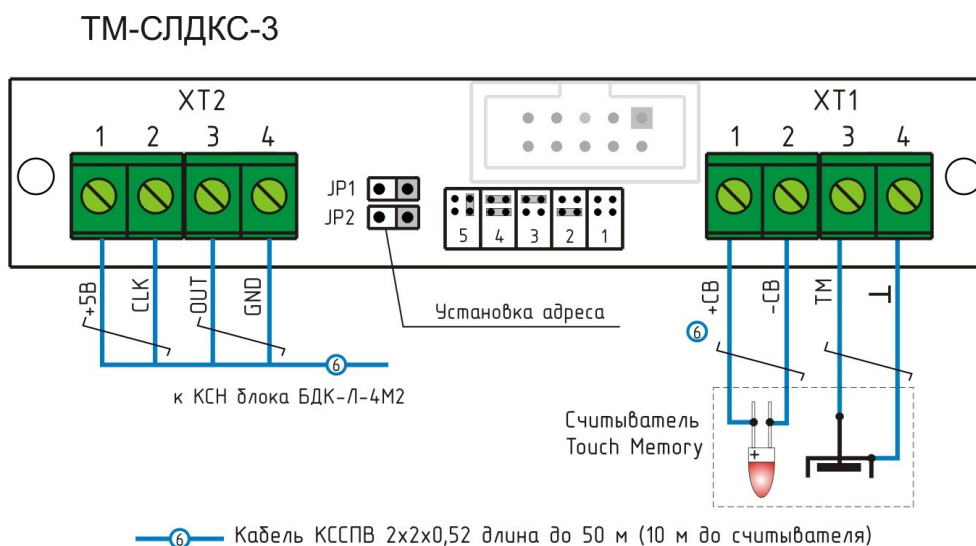 ТМ-СЛДКС-3
XT2
XT1
1 2 3 4
1 2 3 4
JP1
JP2
5 4 3 2 1
+5В
CLK
OUT
GND
+СВ
-СВ
ТМ
⊥
Установка адреса
6
6
к КСН блока БДК-Л-4М2
Считыватель
Touch Memory
+
6 Кабель КССПВ 2х2х0,52 длина до 50 м (10 м до считывателя)